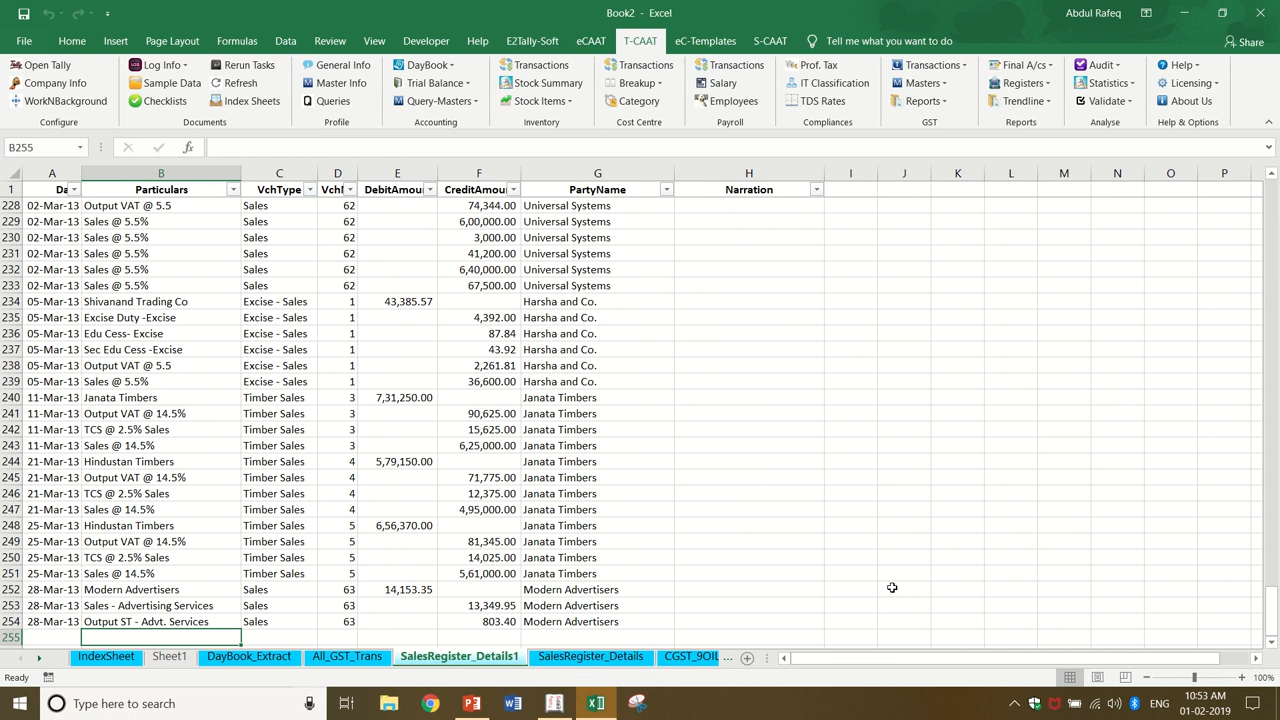 Book2 - Excel
Abdul Rafeq
File Home Insert Page Layout Formulas Data Review View Developer Help E2Tally-Soft eCAAT T-CAAT eC-Templates S-CAAT Tell me what you want to do Share
Open Tally Log Info Rerun Tasks General Info DayBook Transactions Transactions Transactions Prof. Tax Transactions Final A/cs Audit Help
Company Info Sample Data Refresh Master Info Trial Balance Stock Summary Breakup Salary IT Clasification Masters Registers Statistics Licensing
WorkNBackground Checklists Index Sheets Queries Query-Masters Stock Items Category Employees TDS Rates Reports Trendline Validate About Us
Configure Documents Profile Accounting Inventory Cost Centre Payroll Compliances GST Reports Analyse Help & Options
B255 fx
A B C D E F G H I J K L M N O P
1 Da Particulars VchType VchN DebitAmou CreditAmou PartyName Narration
228 02-Mar-13 Output VAT @ 5.5 Sales 62 74,344.00 Universal Systems
229 02-Mar-13 Sales @ 5.5% Sales 62 6,00,000.00 Universal Systems
230 02-Mar-13 Sales @ 5.5% Sales 62 3,000.00 Universal Systems
231 02-Mar-13 Sales @ 5.5% Sales 62 41,200.00 Universal Systems
232 02-Mar-13 Sales @ 5.5% Sales 62 6,40,000.00 Universal Systems
233 02-Mar-13 Sales @ 5.5% Sales 62 67,500.00 Universal Systems
234 05-Mar-13 Shivanand Trading Co Excise - Sales 1 43,385.57 Harsha and Co.
235 05-Mar-13 Excise Duty -Excise Excise - Sales 1 4,392.00 Harsha and Co.
236 05-Mar-13 Edu Cess- Excise Excise - Sales 1 87.84 Harsha and Co.
237 05-Mar-13 Sec Edu Cess -Excise Excise - Sales 1 43.92 Harsha and Co.
238 05-Mar-13 Output VAT @ 5.5 Excise - Sales 1 2,261.81 Harsha and Co.
239 05-Mar-13 Sales @ 5.5% Excise - Sales 1 36,600.00 Harsha and Co.
240 11-Mar-13 Janata Timbers Timber Sales 3 7,31,250.00 Janata Timbers
241 11-Mar-13 Output VAT @ 14.5% Timber Sales 3 90,625.00 Janata Timbers
242 11-Mar-13 TCS @ 2.5% Sales Timber Sales 3 15,625.00 Janata Timbers
243 11-Mar-13 Sales @ 14.5% Timber Sales 3 6,25,000.00 Janata Timbers
244 21-Mar-13 Hindustan Timbers Timber Sales 4 5,79,150.00 Janata Timbers
245 21-Mar-13 Output VAT @ 14.5% Timber Sales 4 71,775.00 Janata Timbers
246 21-Mar-13 TCS @ 2.5% Sales Timber Sales 4 12,375.00 Janata Timbers
247 21-Mar-13 Sales @ 14.5% Timber Sales 4 4,95,000.00 Janata Timbers
248 25-Mar-13 Hindustan Timbers Timber Sales 5 6,56,370.00 Janata Timbers
249 25-Mar-13 Output VAT @ 14.5% Timber Sales 5 81,345.00 Janata Timbers
250 25-Mar-13 TCS @ 2.5% Sales Timber Sales 5 14,025.00 Janata Timbers
251 25-Mar-13 Sales @ 14.5% Timber Sales 5 5,61,000.00 Janata Timbers
252 28-Mar-13 Modern Advertisers Sales 63 14,153.35 Modern Advertisers
253 28-Mar-13 Sales - Advertising Services Sales 63 13,349.95 Modern Advertisers
254 28-Mar-13 Output ST - Advt. Services Sales 63 803.40 Modern Advertisers
255
IndexSheet Sheet1 DayBook_Extract All_GST_Trans SalesRegister_Details1 SalesRegister_Details CGST_9OIL ...
Ready 100%
Type here to search ENG 10:53 AM
01-02-2019